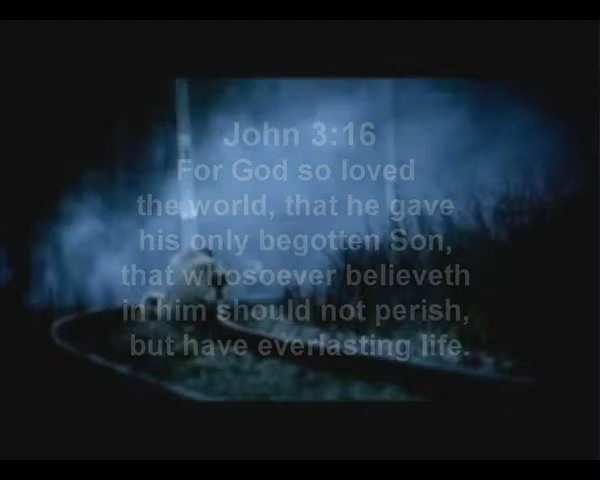 John 3:16
For God so loved
the world, that he gave
his only begotten Son,
that whosoever believeth
in him should not perish,
but have everlasting life.